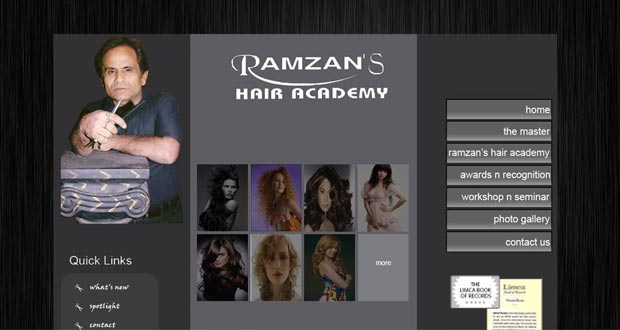 RAMZAN'S
HAIR ACADEMY
home
the master
ramzan's hair academy
awards n recognition
workshop n seminar
photo gallery
contact us
more
Quick Links
what's new
spotlight
contact
THE
LIMCA BOOK
OF RECORDS
Limca